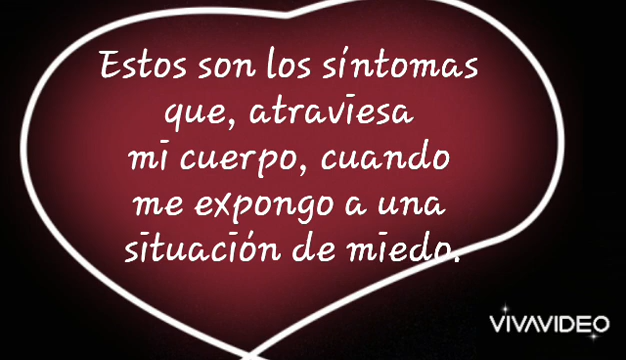 Estos son los síntomas
que, atraviesa
mi cuerpo, cuando
me expongo a una
situación de miedo.
VIVAVIDEO